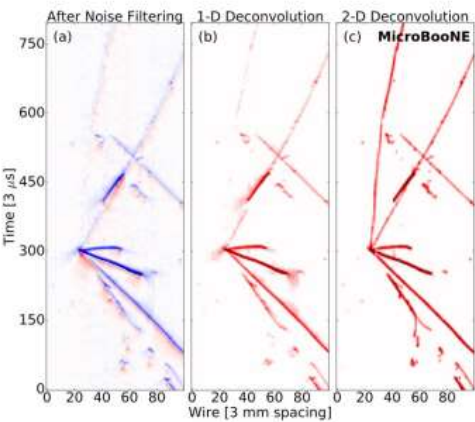 After Noise Filtering 1-D Deconvolution 2-D Deconvolution
(a) (b) (c) MicroBooNE
750
600
450
300
150
0
Time [3 μs]
0 20 40 60 80 0 20 40 60 80 0 20 40 60 80
Wire [3 mm spacing]